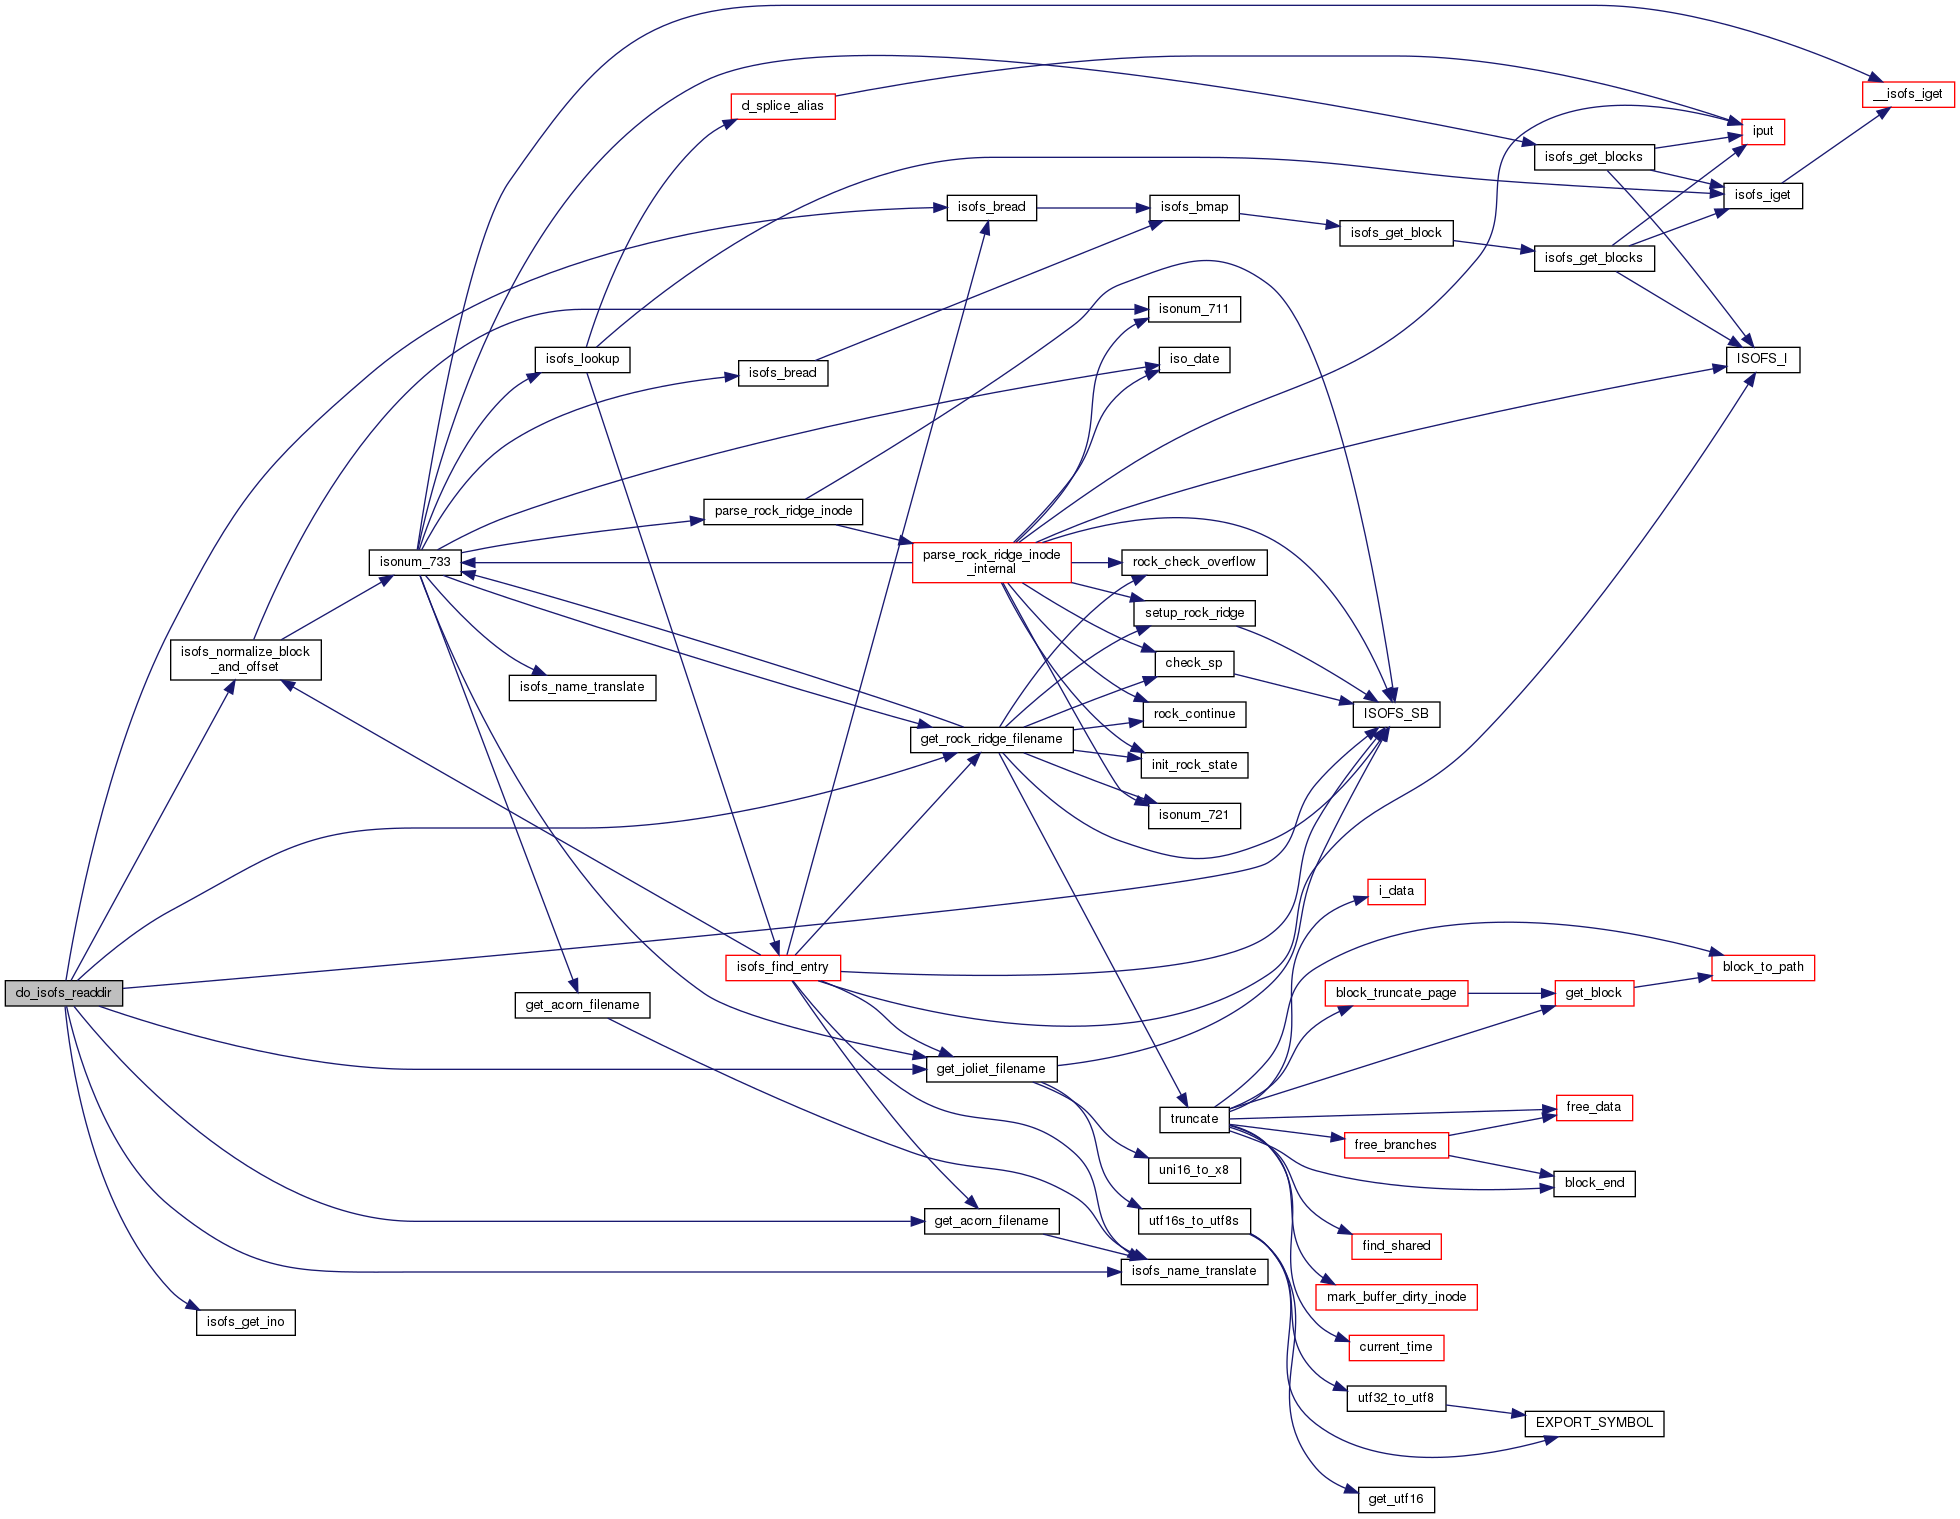 __isofs_iget
d_splice_alias
iput
isofs_get_blocks
isofs_iget
isofs_bread
isofs_bmap
isofs_get_block
isofs_get_blocks
isonum_711
isofs_lookup
iso_date
ISOFS_I
isofs_bread
parse_rock_ridge_inode
isonum_733
parse_rock_ridge_inode
_internal
rock_check_overflow
setup_rock_ridge
isofs_normalize_block
_and_offset
check_sp
isofs_name_translate
rock_continue
ISOFS_SB
get_rock_ridge_filename
init_rock_state
isonum_721
i_data
isofs_find_entry
block_to_path
do_isofs_readdir
get_acorn_filename
block_truncate_page
get_block
get_joliet_filename
truncate
free_data
free_branches
uni16_to_x8
block_end
get_acorn_filename
utf16s_to_utf8s
find_shared
isofs_name_translate
mark_buffer_dirty_inode
isofs_get_ino
current_time
utf32_to_utf8
EXPORT_SYMBOL
get_utf16